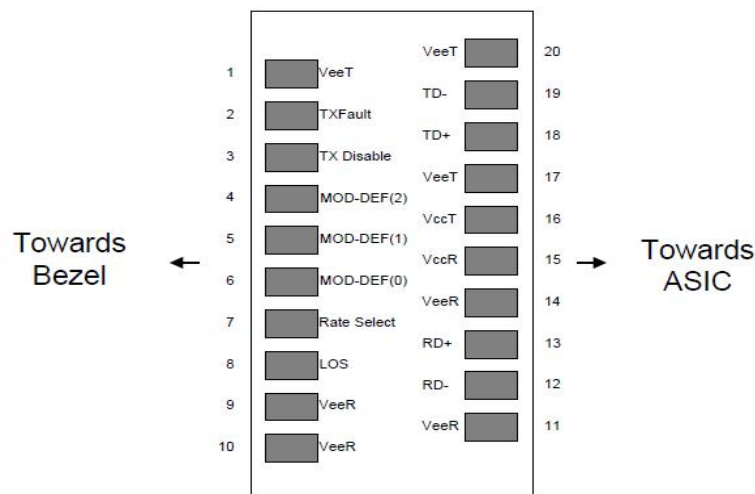 VeeT 20
1 VeeT
TD- 19
2 TXFault
TD+ 18
3 TX Disable
VeeT 17
4 MOD-DEF(2)
VccT 16
Towards
Bezel
5 MOD-DEF(1)
VccR 15
Towards
ASIC
6 MOD-DEF(0)
VeeR 14
7 Rate Select
RD+ 13
8 LOS
RD- 12
9 VeeR
VeeR 11
10 VeeR